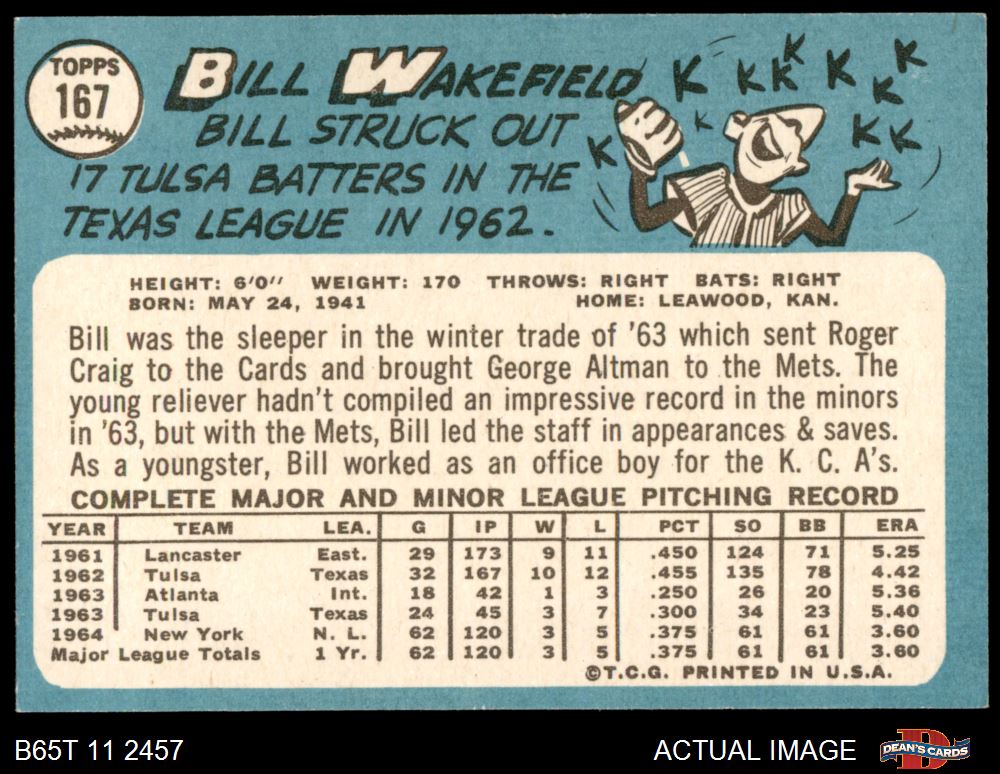 TOPPS
167
BILL WAKEFIELD
BILL STRUCK OUT
17 TULSA BATTERS IN THE
TEXAS LEAGUE IN 1962.
K K K K K K K K K K K
HEIGHT: 6'0" WEIGHT: 170 THROWS: RIGHT BATS: RIGHT
BORN: MAY 24, 1941 HOME: LEAWOOD, KAN.
Bill was the sleeper in the winter trade of '63 which sent Roger
Craig to the Cards and brought George Altman to the Mets. The
young reliever hadn't compiled an impressive record in the minors
in '63, but with the Mets, Bill led the staff in appearances & saves.
As a youngster, Bill worked as an office boy for the K. C. A's.
COMPLETE MAJOR AND MINOR LEAGUE PITCHING RECORD
YEAR TEAM LEA. G IP W L PCT SO BB ERA
1961 Lancaster East. 29 173 9 11 .450 124 71 5.25
1962 Tulsa Texas 32 167 10 12 .455 135 78 4.42
1963 Atlanta Int. 18 42 1 3 .250 26 20 5.36
1963 Tulsa Texas 24 45 3 7 .300 34 23 5.40
1964 New York N. L. 62 120 3 5 .375 61 61 3.60
Major League Totals 1 Yr. 62 120 3 5 .375 61 61 3.60
©T.C.G. PRINTED IN U.S.A.
B65T 11 2457 ACTUAL IMAGE DEAN'S CARDS